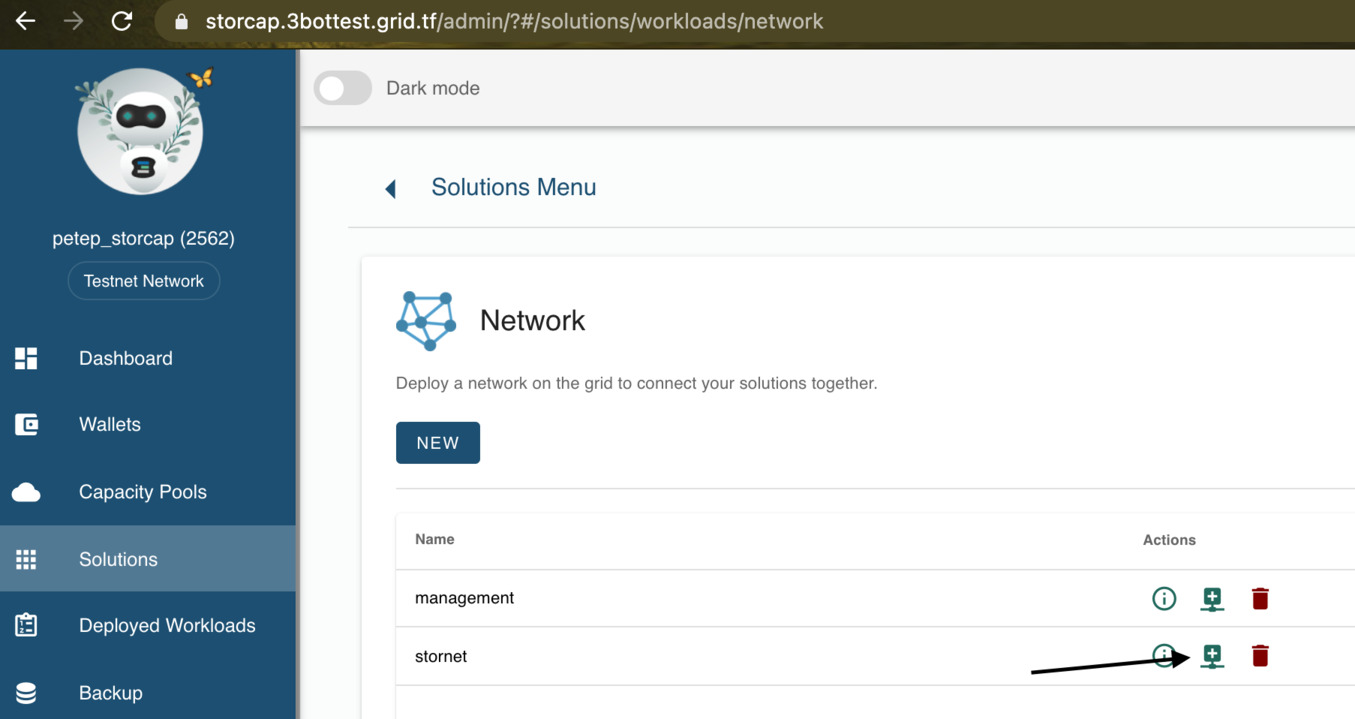 storcap.3bottest.grid.tf/admin/?#/solutions/workloads/network
Dark mode
Solutions Menu
petep_storcap (2562)
Testnet Network
Dashboard
Wallets
Capacity Pools
Solutions
Deployed Workloads
Backup
Network
Deploy a network on the grid to connect your solutions together.
NEW
Name Actions
management
stornet